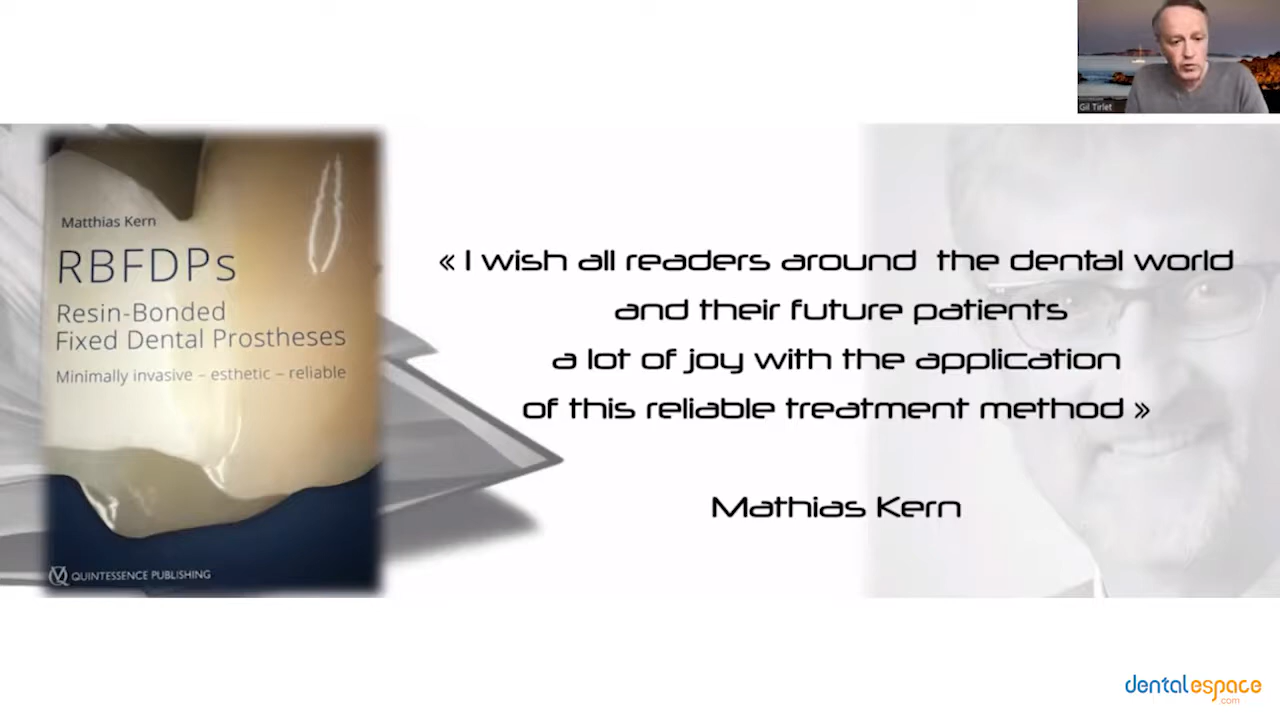 Gil Tirlet
Matthias Kern
RBFDPs
Resin-Bonded
Fixed Dental Prostheses
Minimally invasive – esthetic – reliable
QUINTESSENCE PUBLISHING
« I wish all readers around the dental world
and their future patients
a lot of joy with the application
of this reliable treatment method »
Mathias Kern
dentalespace
.com